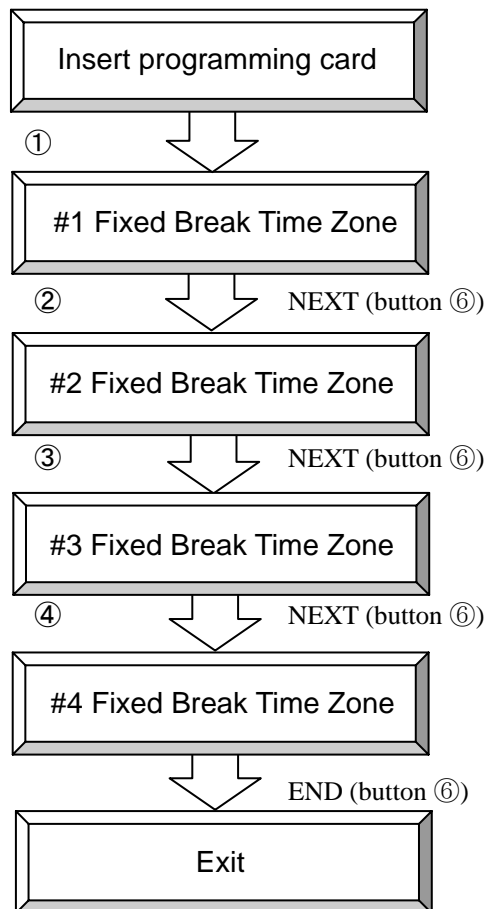 Insert programming card
①
#1 Fixed Break Time Zone
② NEXT (button ⑥)
#2 Fixed Break Time Zone
③ NEXT (button ⑥)
#3 Fixed Break Time Zone
④ NEXT (button ⑥)
#4 Fixed Break Time Zone
END (button ⑥)
Exit